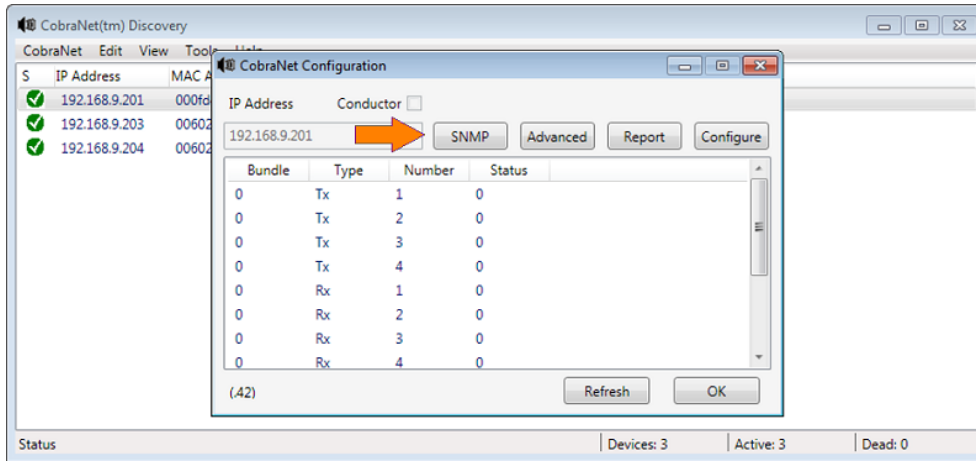 CobraNet(tm) Discovery
CobraNet Edit View Tools Help
S IP Address MAC A
192.168.9.201 000fd
192.168.9.203 00602
192.168.9.204 00602
CobraNet Configuration
IP Address Conductor
192.168.9.201 SNMP Advanced Report Configure
Bundle Type Number Status
0 Tx 1 0
0 Tx 2 0
0 Tx 3 0
0 Tx 4 0
0 Rx 1 0
0 Rx 2 0
0 Rx 3 0
0 Rx 4 0
(.42) Refresh OK
Status Devices: 3 Active: 3 Dead: 0